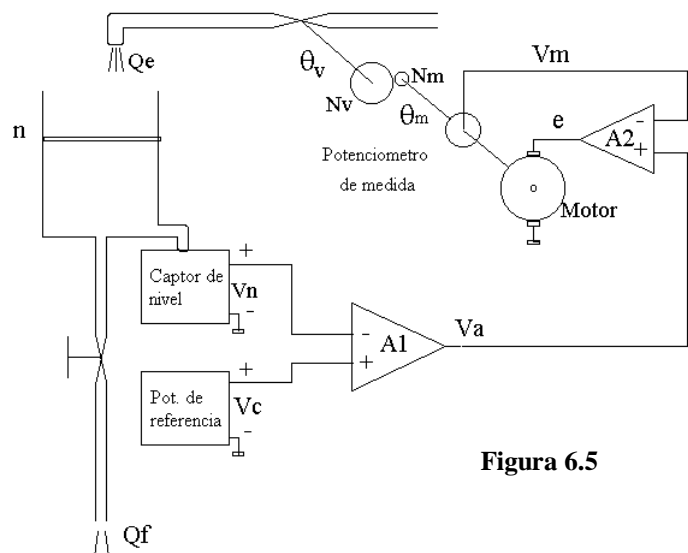 Qe
θv
Nv
Nm
θm
Vm
e
-
+
A2
n
Potenciometro
de medida
Motor
Captor de
nivel
+
Vn
-
-
A1
+
Va
Pot. de
referencia
+
Vc
-
Figura 6.5
Qf